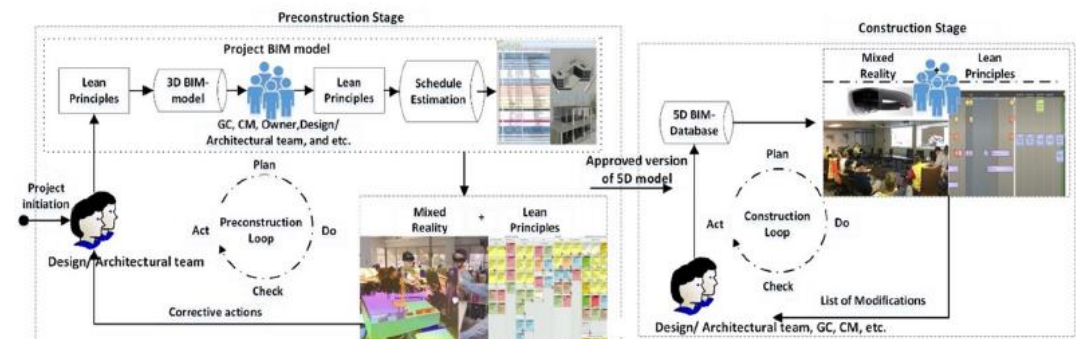 Preconstruction Stage
Project BIM model
Lean
Principles
3D BIM-
model
GC, CM, Owner,Design/
Architectural team, and etc.
Lean
Principles
Schedule
Estimation
Project
initiation
Design/ Architectural team
Plan
Do
Check
Act
Preconstruction
Loop
Mixed
Reality
+
Lean
Principles
Corrective actions
Approved version
of 5D model
Construction Stage
Mixed
Reality
Lean
Principles
5D BIM-
Database
Plan
Do
Check
Act
Construction
Loop
List of Modifications
Design/ Architectural team, GC, CM, etc.